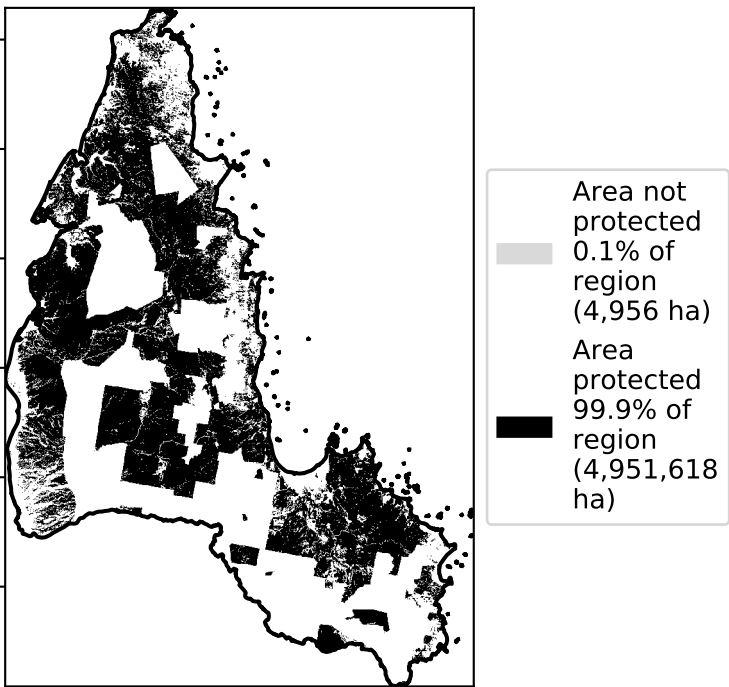 Area not
protected
0.1% of
region
(4,956 ha)
Area
protected
99.9% of
region
(4,951,618
ha)